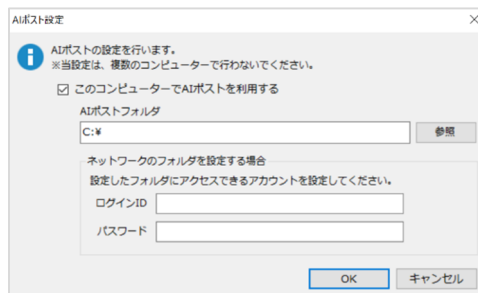 AIポスト設定
AIポストの設定を行います。
※当設定は、複数のコンピューターで行わないでください。
このコンピューターでAIポストを利用する
AIポストフォルダ
C:¥
参照
ネットワークのフォルダを設定する場合
設定したフォルダにアクセスできるアカウントを設定してください。
ログインID
パスワード
OK
キャンセル